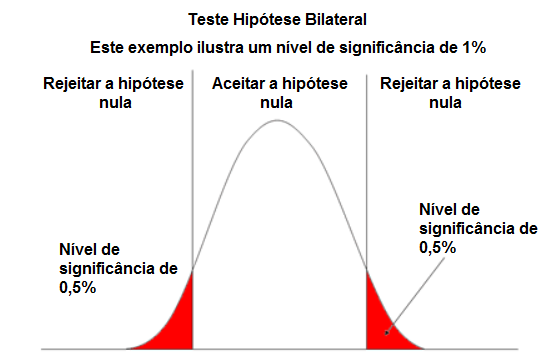 Teste Hipótese Bilateral
Este exemplo ilustra um nível de significância de 1%
Rejeitar a hipótese
nula
Aceitar a hipótese
nula
Rejeitar a hipótese
nula
Nível de
significância de
0,5%
Nível de
significância de
0,5%